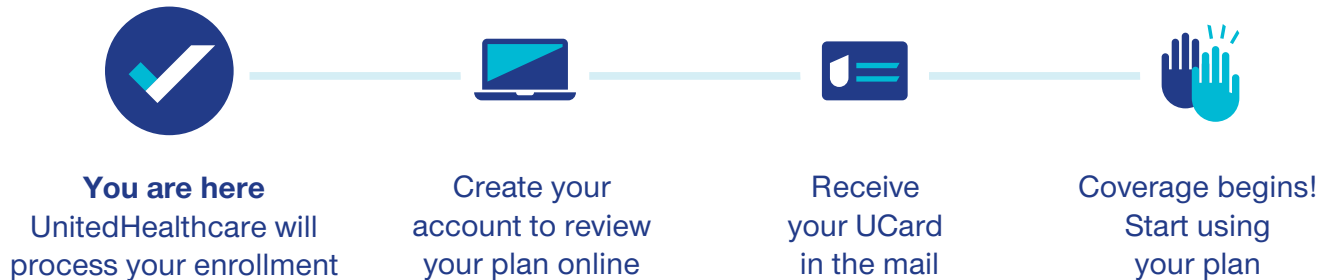 You are here
UnitedHealthcare will
process your enrollment
Create your
account to review
your plan online
Receive
your UCard
in the mail
Coverage begins!
Start using
your plan